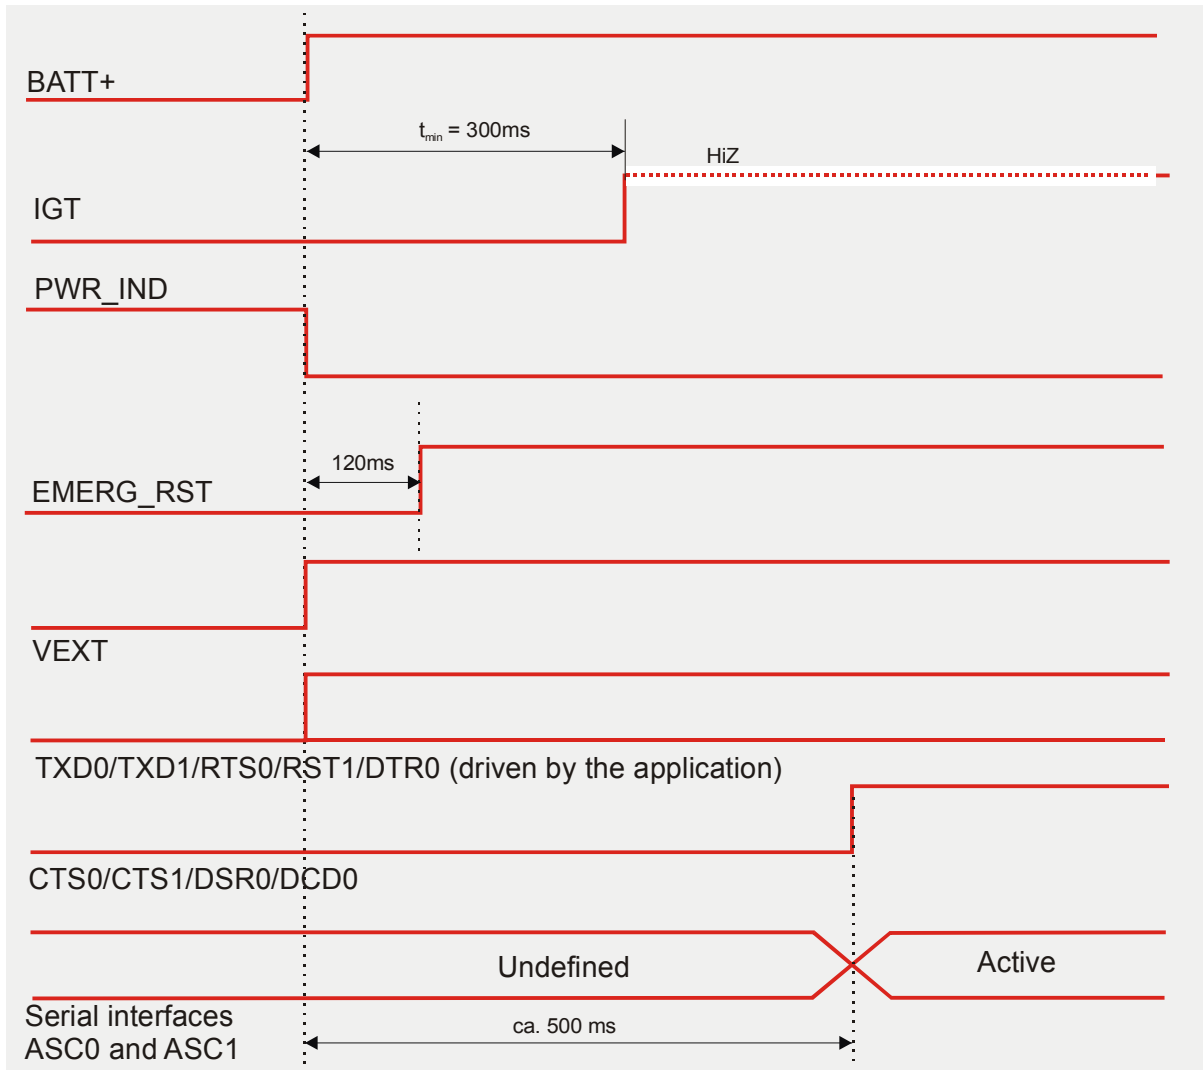 BATT+
tmin = 300ms
HiZ
IGT
PWR_IND
120ms
EMERG_RST
VEXT
TXD0/TXD1/RTS0/RST1/DTR0 (driven by the application)
CTS0/CTS1/DSR0/DCD0
Undefined
Active
Serial interfaces
ASC0 and ASC1
ca. 500 ms